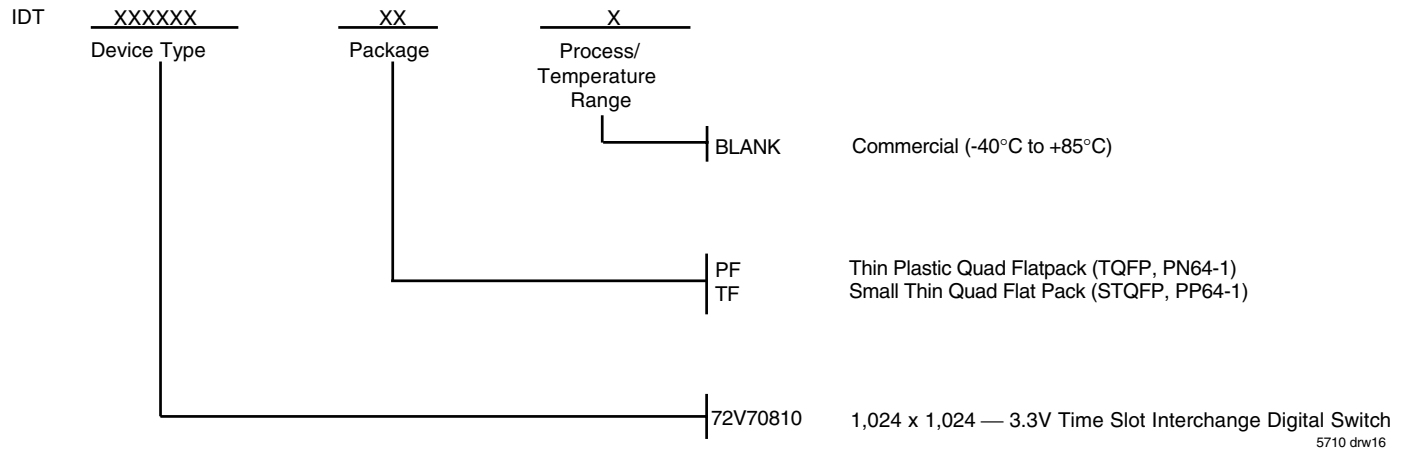 IDT XXXXXX XX X
Device Type Package Process/
Temperature
Range
BLANK Commercial (-40°C to +85°C)
PF Thin Plastic Quad Flatpack (TQFP, PN64-1)
TF Small Thin Quad Flat Pack (STQFP, PP64-1)
72V70810 1,024 x 1,024 — 3.3V Time Slot Interchange Digital Switch
5710 drw16